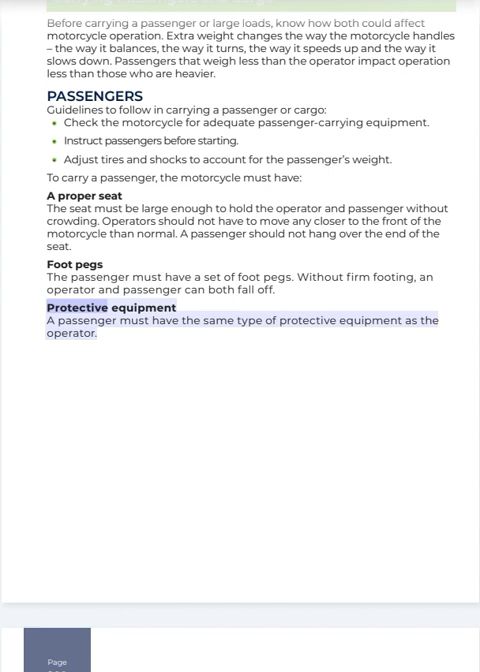 Before carrying a passenger or large loads, know how both could affect
motorcycle operation. Extra weight changes the way the motorcycle handles
– the way it balances, the way it turns, the way it speeds up and the way it
slows down. Passengers that weigh less than the operator impact operation
less than those who are heavier.
PASSENGERS
Guidelines to follow in carrying a passenger or cargo:
• Check the motorcycle for adequate passenger-carrying equipment.
• Instruct passengers before starting.
• Adjust tires and shocks to account for the passenger's weight.
To carry a passenger, the motorcycle must have:
A proper seat
The seat must be large enough to hold the operator and passenger without
crowding. Operators should not have to move any closer to the front of the
motorcycle than normal. A passenger should not hang over the end of the
seat.
Foot pegs
The passenger must have a set of foot pegs. Without firm footing, an
operator and passenger can both fall off.
Protective equipment
A passenger must have the same type of protective equipment as the
operator.
Page